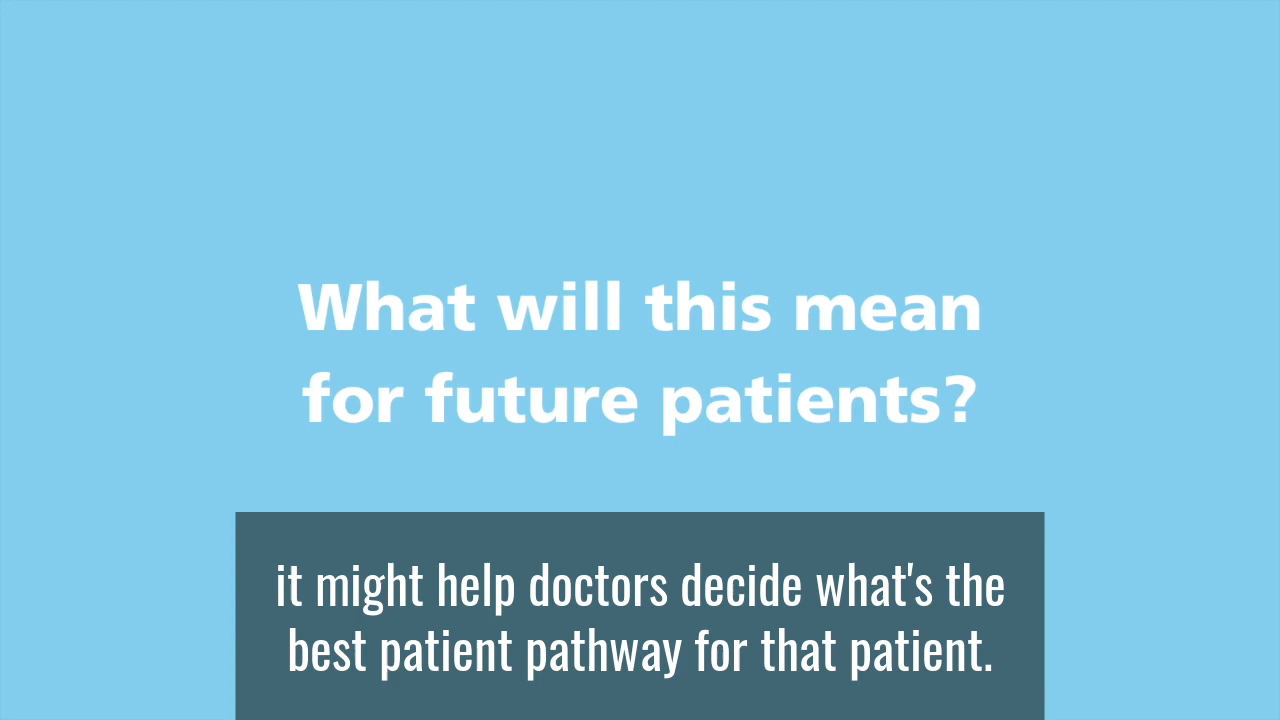 What will this mean
for future patients?
it might help doctors decide what's the
best patient pathway for that patient.